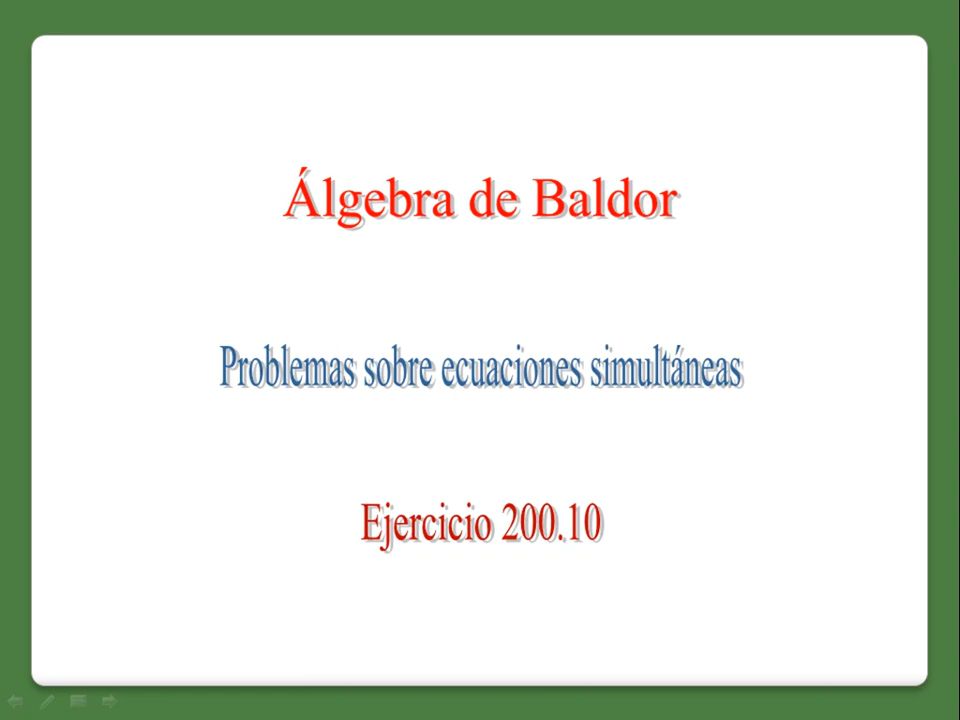 Álgebra de Baldor
Problemas sobre ecuaciones simultáneas
Ejercicio 200.10